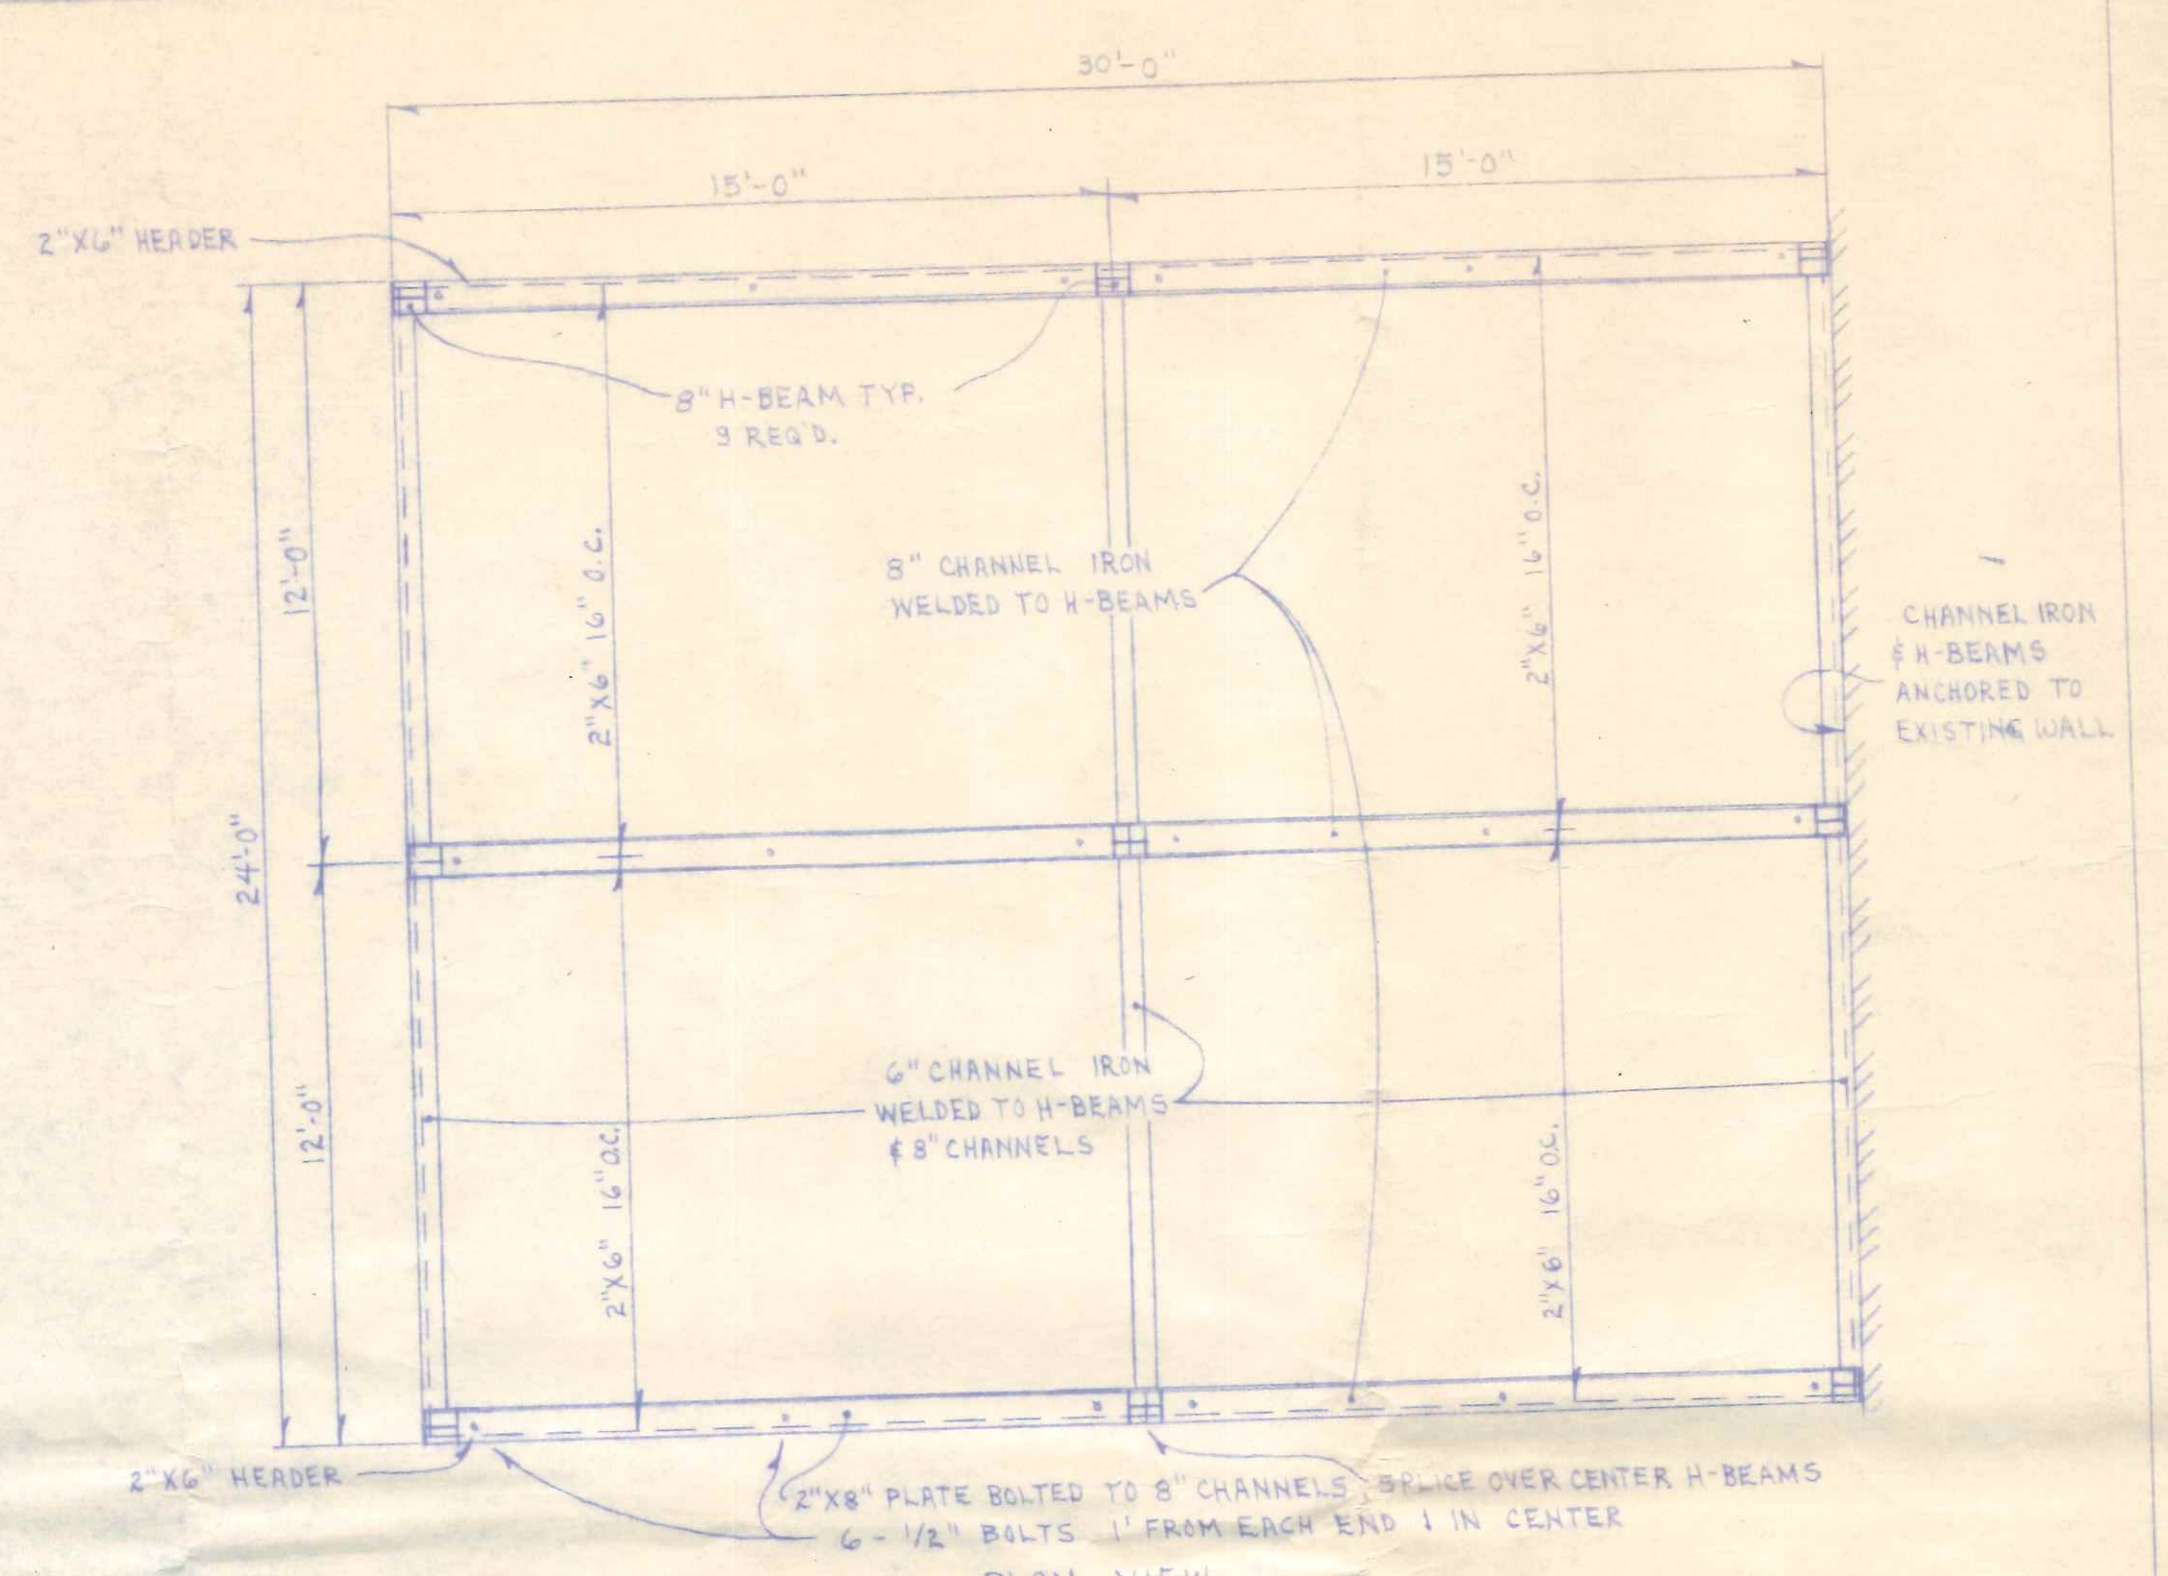 30'-0"
15'-0"
15'-0"
2"X6" HEADER
8" H-BEAM TYP.
9 REQ'D.
12'-0"
2"X6" 16" O.C.
2"X6" 16" O.C.
8" CHANNEL IRON
WELDED TO H-BEAMS
CHANNEL IRON
& H-BEAMS
ANCHORED TO
EXISTING WALL
24'-0"
12'-0"
6" CHANNEL IRON
WELDED TO H-BEAMS
& 8" CHANNELS
2"X6" 16" O.C.
2"X6" 16" O.C.
2"X6" HEADER
2"X8" PLATE BOLTED TO 8" CHANNELS, SPLICE OVER CENTER H-BEAMS
6 - 1/2" BOLTS 1' FROM EACH END & IN CENTER
PLAN VIEW